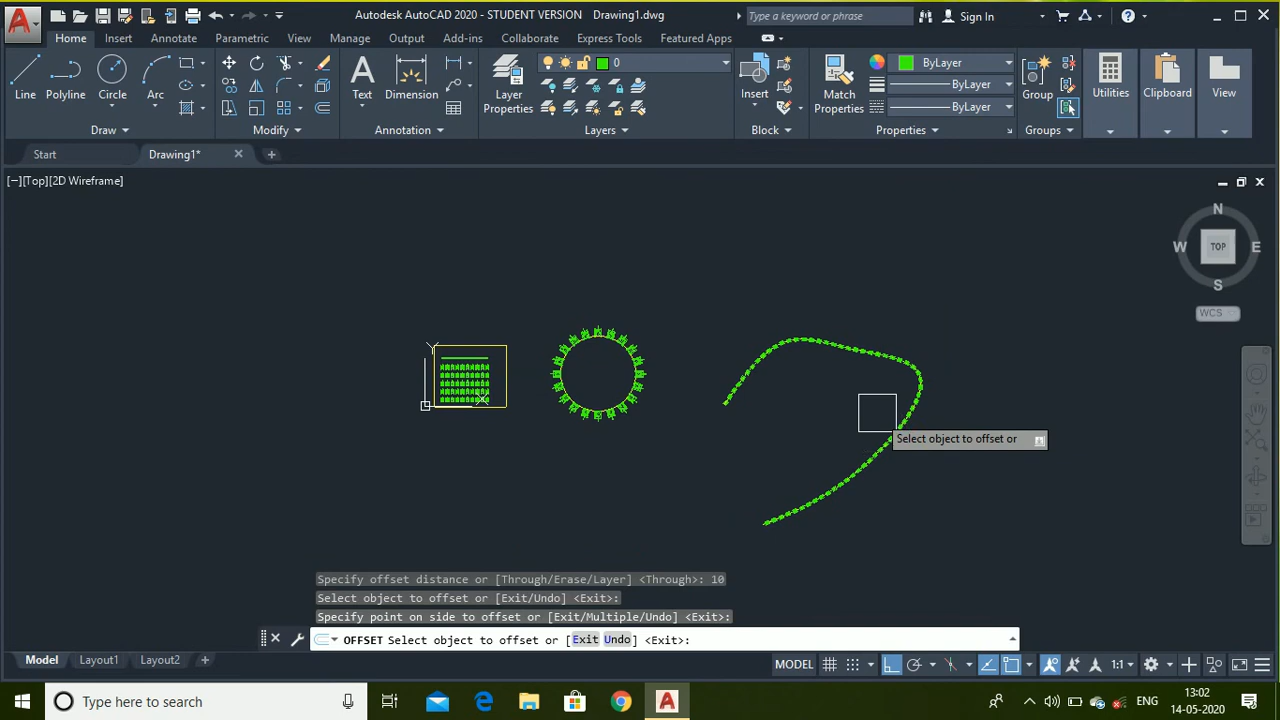 Autodesk AutoCAD 2020 - STUDENT VERSION Drawing1.dwg Type a keyword or phrase Sign In
Home Insert Annotate Parametric View Manage Output Add-ins Collaborate Express Tools Featured Apps
Line Polyline Circle Arc Text Dimension Layer Properties 0 Insert Match Properties ByLayer ByLayer ByLayer Group Utilities Clipboard View
Draw Modify Annotation Layers Block Properties Groups
Start Drawing1*
[−][Top][2D Wireframe]
N
W TOP E
S
WCS
Y
X
Select object to offset or
Specify offset distance or [Through/Erase/Layer] <Through>: 10
Select object to offset or [Exit/Undo] <Exit>:
Specify point on side to offset or [Exit/Multiple/Undo] <Exit>:
OFFSET Select object to offset or [Exit Undo] <Exit>:
Model Layout1 Layout2 MODEL 1:1
Type here to search ENG 13:02
14-05-2020